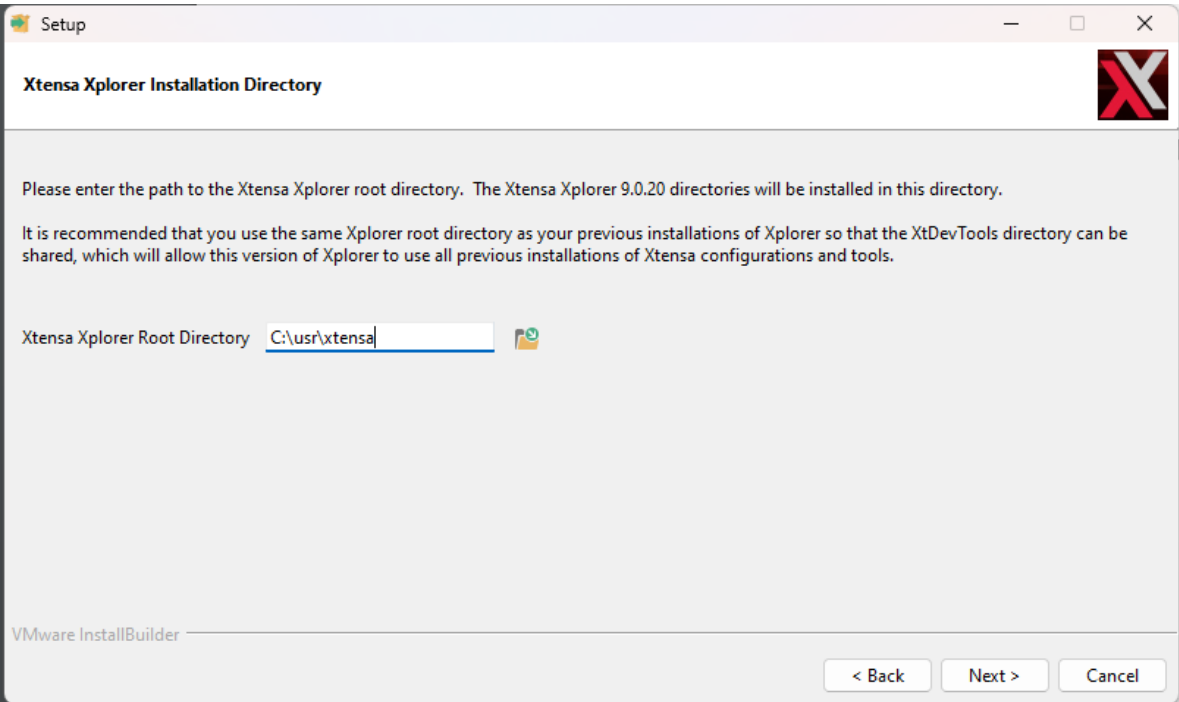 Setup
Xtensa Xplorer Installation Directory
Please enter the path to the Xtensa Xplorer root directory.  The Xtensa Xplorer 9.0.20 directories will be installed in this directory.
It is recommended that you use the same Xplorer root directory as your previous installations of Xplorer so that the XtDevTools directory can be
shared, which will allow this version of Xplorer to use all previous installations of Xtensa configurations and tools.
Xtensa Xplorer Root Directory C:\usr\xtensa
VMware InstallBuilder
< Back Next > Cancel